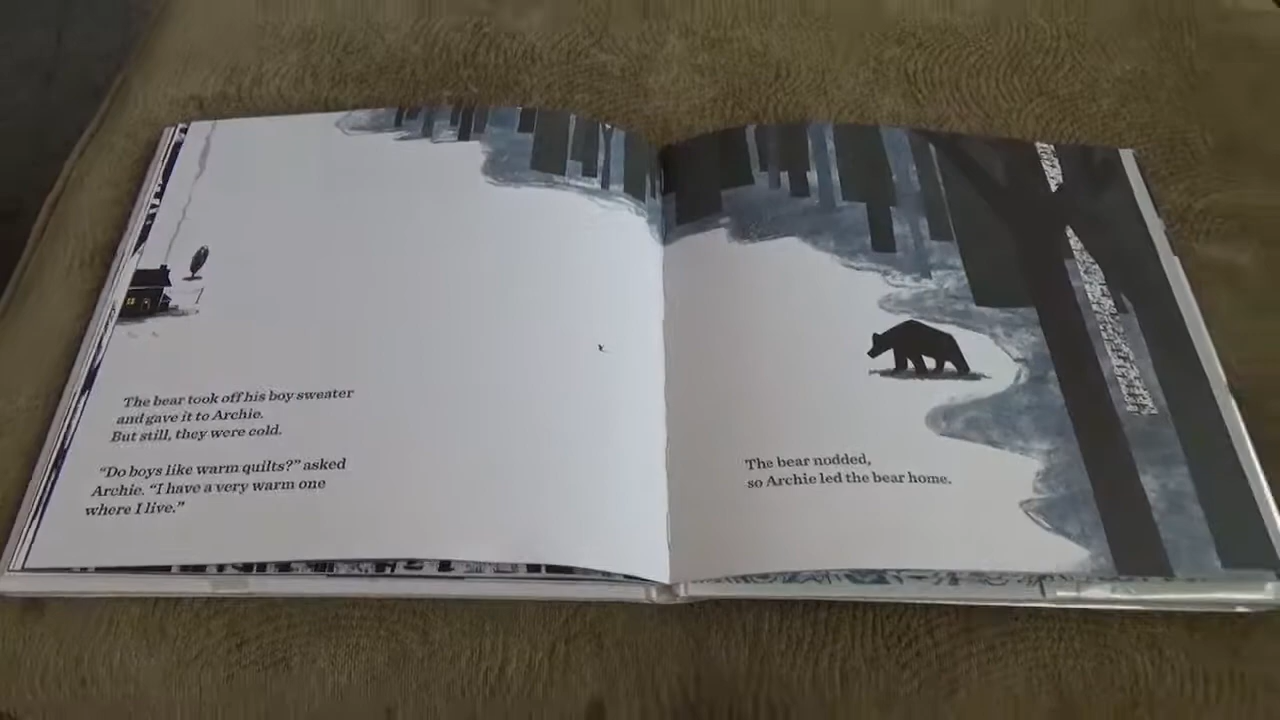 The bear took off his boy sweater
and gave it to Archie.
But still, they were cold.
“Do boys like warm quilts?” asked
Archie. “I have a very warm one
where I live.”
The bear nodded,
so Archie led the bear home.